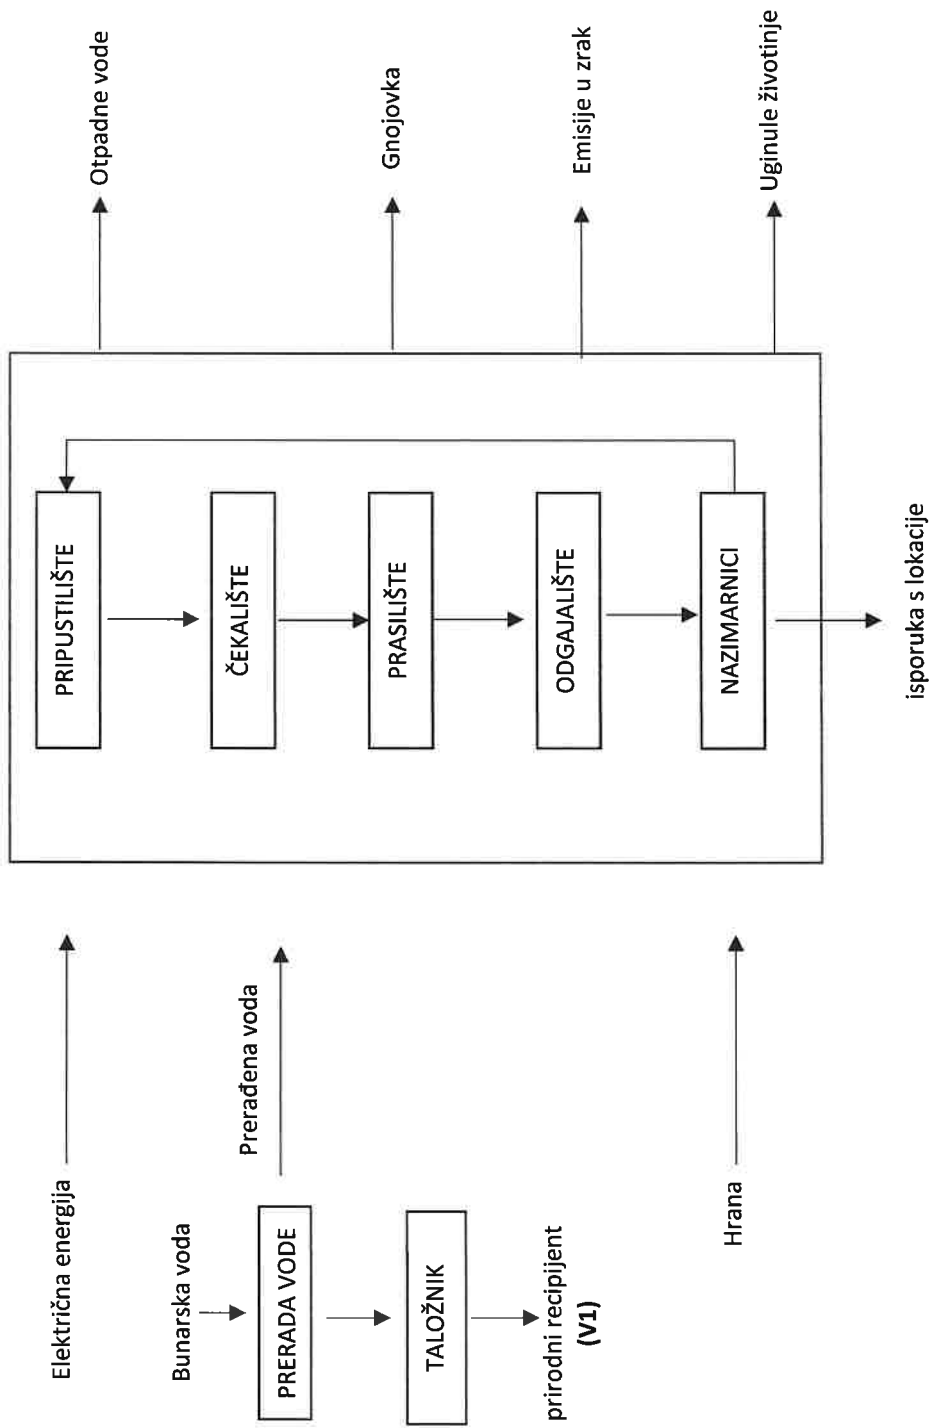 Električna energija
Bunarska voda
PRERADA VODE
Prerađena voda
TALOŽNIK
prirodni recipijent
(V1)
Hrana
PRIPUSTILIŠTE
ČEKALIŠTE
PRASILIŠTE
ODGAJALIŠTE
NAZIMARNICI
isporuka s lokacije
Otpadne vode
Gnojovka
Emisije u zrak
Uginule životinje